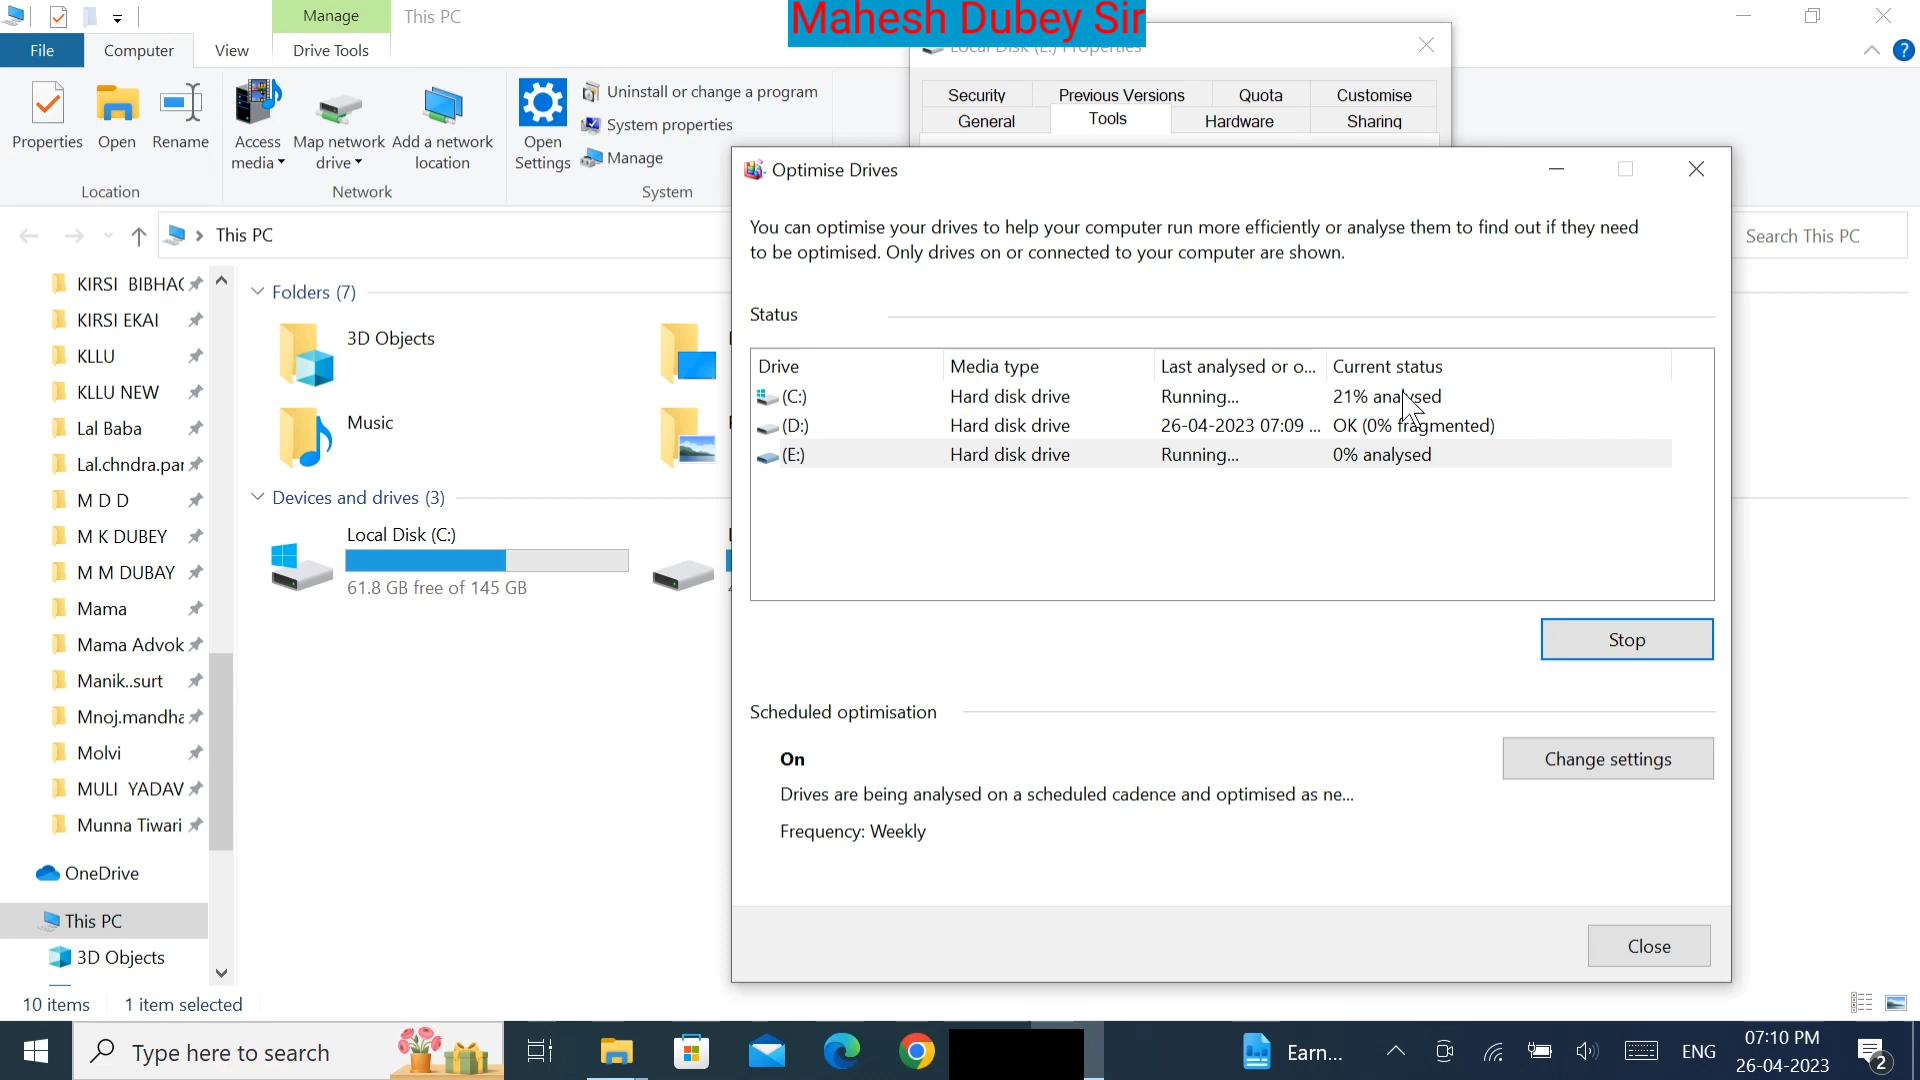 Manage
This PC
Mahesh Dubey Sir
File
Computer
View
Drive Tools
Properties
Open
Rename
Access media
Map network drive
Add a network location
Open Settings
Uninstall or change a program
System properties
Manage
Location
Network
System
Local Disk (E:) Properties
Security
Previous Versions
Quota
Customise
General
Tools
Hardware
Sharing
This PC
Search This PC
KIRSI BIBHAG
KIRSI EKAI
KLLU
KLLU NEW
Lal Baba
Lal.chndra.par
M D D
M K DUBEY
M M DUBAY
Mama
Mama Advok
Manik..surt
Mnoj.mandha
Molvi
MULI YADAV
Munna Tiwari
OneDrive
This PC
3D Objects
Folders (7)
3D Objects
Music
Devices and drives (3)
Local Disk (C:)
61.8 GB free of 145 GB
Optimise Drives
You can optimise your drives to help your computer run more efficiently or analyse them to find out if they need
to be optimised. Only drives on or connected to your computer are shown.
Status
Drive Media type Last analysed or o... Current status
(C:) Hard disk drive Running... 21% analysed
(D:) Hard disk drive 26-04-2023 07:09 ... OK (0% fragmented)
(E:) Hard disk drive Running... 0% analysed
Stop
Scheduled optimisation
On
Change settings
Drives are being analysed on a scheduled cadence and optimised as ne...
Frequency: Weekly
Close
10 items 1 item selected
Type here to search
Earn...
ENG
07:10 PM
26-04-2023
2